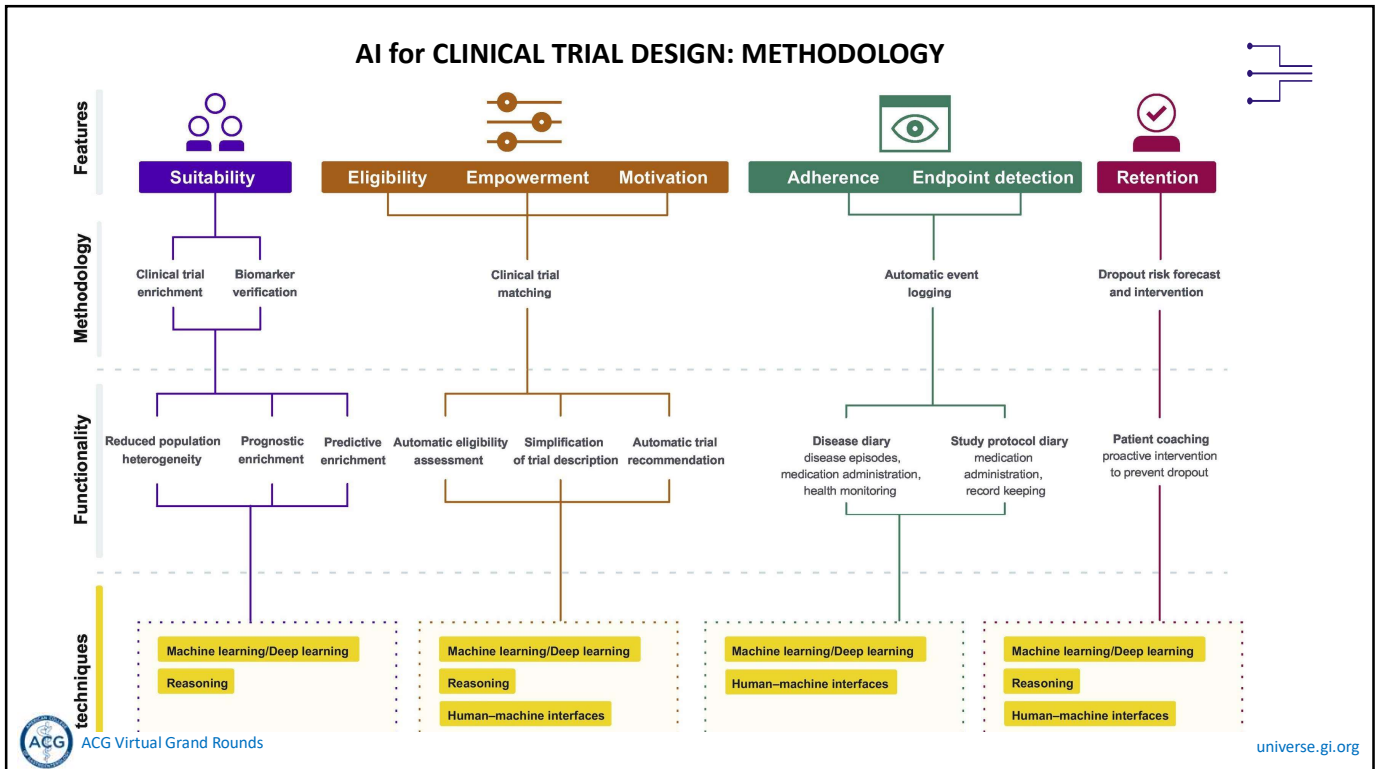 AI for CLINICAL TRIAL DESIGN: METHODOLOGY
Features
Suitability
Eligibility Empowerment Motivation
Adherence Endpoint detection
Retention
Methodology
Clinical trial
enrichment
Biomarker
verification
Clinical trial
matching
Automatic event
logging
Dropout risk forecast
and intervention
Functionality
Reduced population
heterogeneity
Prognostic
enrichment
Predictive
enrichment
Automatic eligibility
assessment
Simplification
of trial description
Automatic trial
recommendation
Disease diary
disease episodes,
medication administration,
health monitoring
Study protocol diary
medication
administration,
record keeping
Patient coaching
proactive intervention
to prevent dropout
techniques
Machine learning/Deep learning
Reasoning
Machine learning/Deep learning
Reasoning
Human–machine interfaces
Machine learning/Deep learning
Human–machine interfaces
Machine learning/Deep learning
Reasoning
Human–machine interfaces
AMERICAN COLLEGE
OF GASTROENTEROLOGY
ACG
ACG Virtual Grand Rounds
universe.gi.org